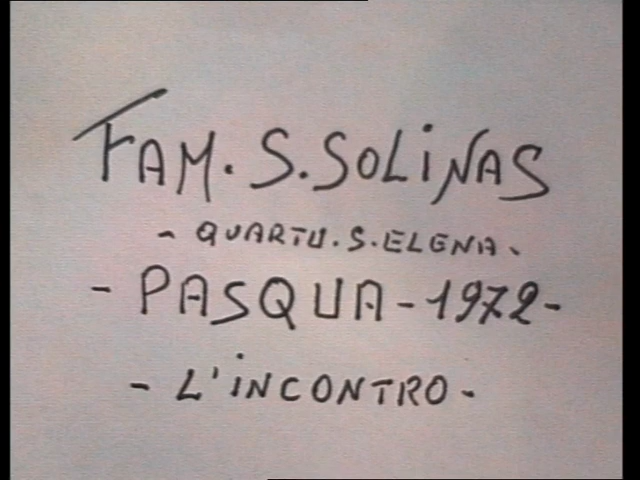 FAM. S. SOLiNAS
- QUARTU. S. ELENA.
- PASQUA - 1972 -
- L'iNCONTRO -